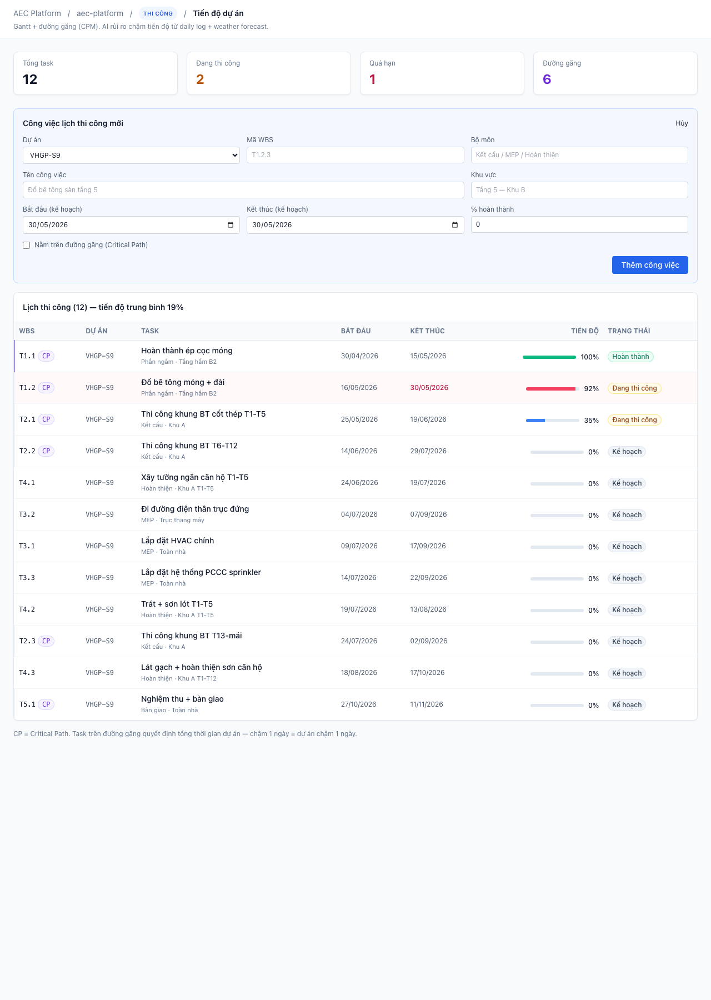 AEC Platform / aec-platform / THI CÔNG / Tiến độ dự án
Gantt + đường găng (CPM). AI rủi ro chậm tiến độ từ daily log + weather forecast.
Tổng task
12
Đang thi công
2
Quá hạn
1
Đường găng
6
Công việc lịch thi công mới
Hủy
Dự án
Mã WBS
Bộ môn
VHGP-S9
T1.2.3
Kết cấu / MEP / Hoàn thiện
Tên công việc
Khu vực
Đổ bê tông sàn tầng 5
Tầng 5 — Khu B
Bắt đầu (kế hoạch)
Kết thúc (kế hoạch)
% hoàn thành
30/05/2026
30/05/2026
0
Nằm trên đường găng (Critical Path)
Thêm công việc
Lịch thi công (12) — tiến độ trung bình 19%
WBS DỰ ÁN TASK BẮT ĐẦU KẾT THÚC TIẾN ĐỘ TRẠNG THÁI
T1.1 CP VHGP-S9 Hoàn thành ép cọc móng 30/04/2026 15/05/2026 100% Hoàn thành
Phần ngầm · Tầng hầm B2
T1.2 CP VHGP-S9 Đổ bê tông móng + đài 16/05/2026 30/05/2026 92% Đang thi công
Phần ngầm · Tầng hầm B2
T2.1 CP VHGP-S9 Thi công khung BT cốt thép T1-T5 25/05/2026 19/06/2026 35% Đang thi công
Kết cấu · Khu A
T2.2 CP VHGP-S9 Thi công khung BT T6-T12 14/06/2026 29/07/2026 0% Kế hoạch
Kết cấu · Khu A
T4.1 VHGP-S9 Xây tường ngăn căn hộ T1-T5 24/06/2026 19/07/2026 0% Kế hoạch
Hoàn thiện · Khu A T1-T5
T3.2 VHGP-S9 Đi đường điện thân trục đứng 04/07/2026 07/09/2026 0% Kế hoạch
MEP · Trục thang máy
T3.1 VHGP-S9 Lắp đặt HVAC chính 09/07/2026 17/09/2026 0% Kế hoạch
MEP · Toàn nhà
T3.3 VHGP-S9 Lắp đặt hệ thống PCCC sprinkler 14/07/2026 22/09/2026 0% Kế hoạch
MEP · Toàn nhà
T4.2 VHGP-S9 Trát + sơn lót T1-T5 19/07/2026 13/08/2026 0% Kế hoạch
Hoàn thiện · Khu A T1-T5
T2.3 CP VHGP-S9 Thi công khung BT T13-mái 24/07/2026 02/09/2026 0% Kế hoạch
Kết cấu · Khu A
T4.3 VHGP-S9 Lát gạch + hoàn thiện sơn căn hộ 18/08/2026 17/10/2026 0% Kế hoạch
Hoàn thiện · Khu A T1-T12
T5.1 CP VHGP-S9 Nghiệm thu + bàn giao 27/10/2026 11/11/2026 0% Kế hoạch
Bàn giao · Toàn nhà
CP = Critical Path. Task trên đường găng quyết định tổng thời gian dự án — chậm 1 ngày = dự án chậm 1 ngày.